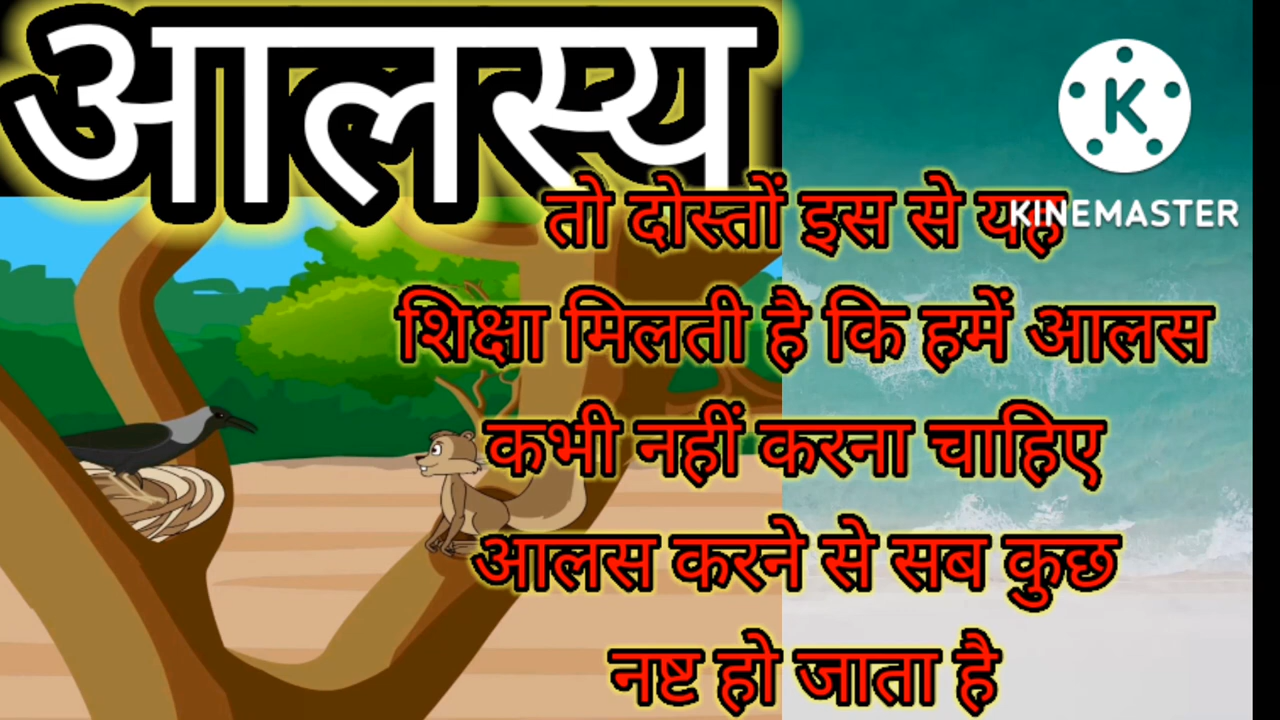 आलस्य
तो दोस्तों इस से यह
KINEMASTER
शिक्षा मिलती है कि हमें आलस
कभी नहीं करना चाहिए
आलस करने से सब कुछ
नष्ट हो जाता है